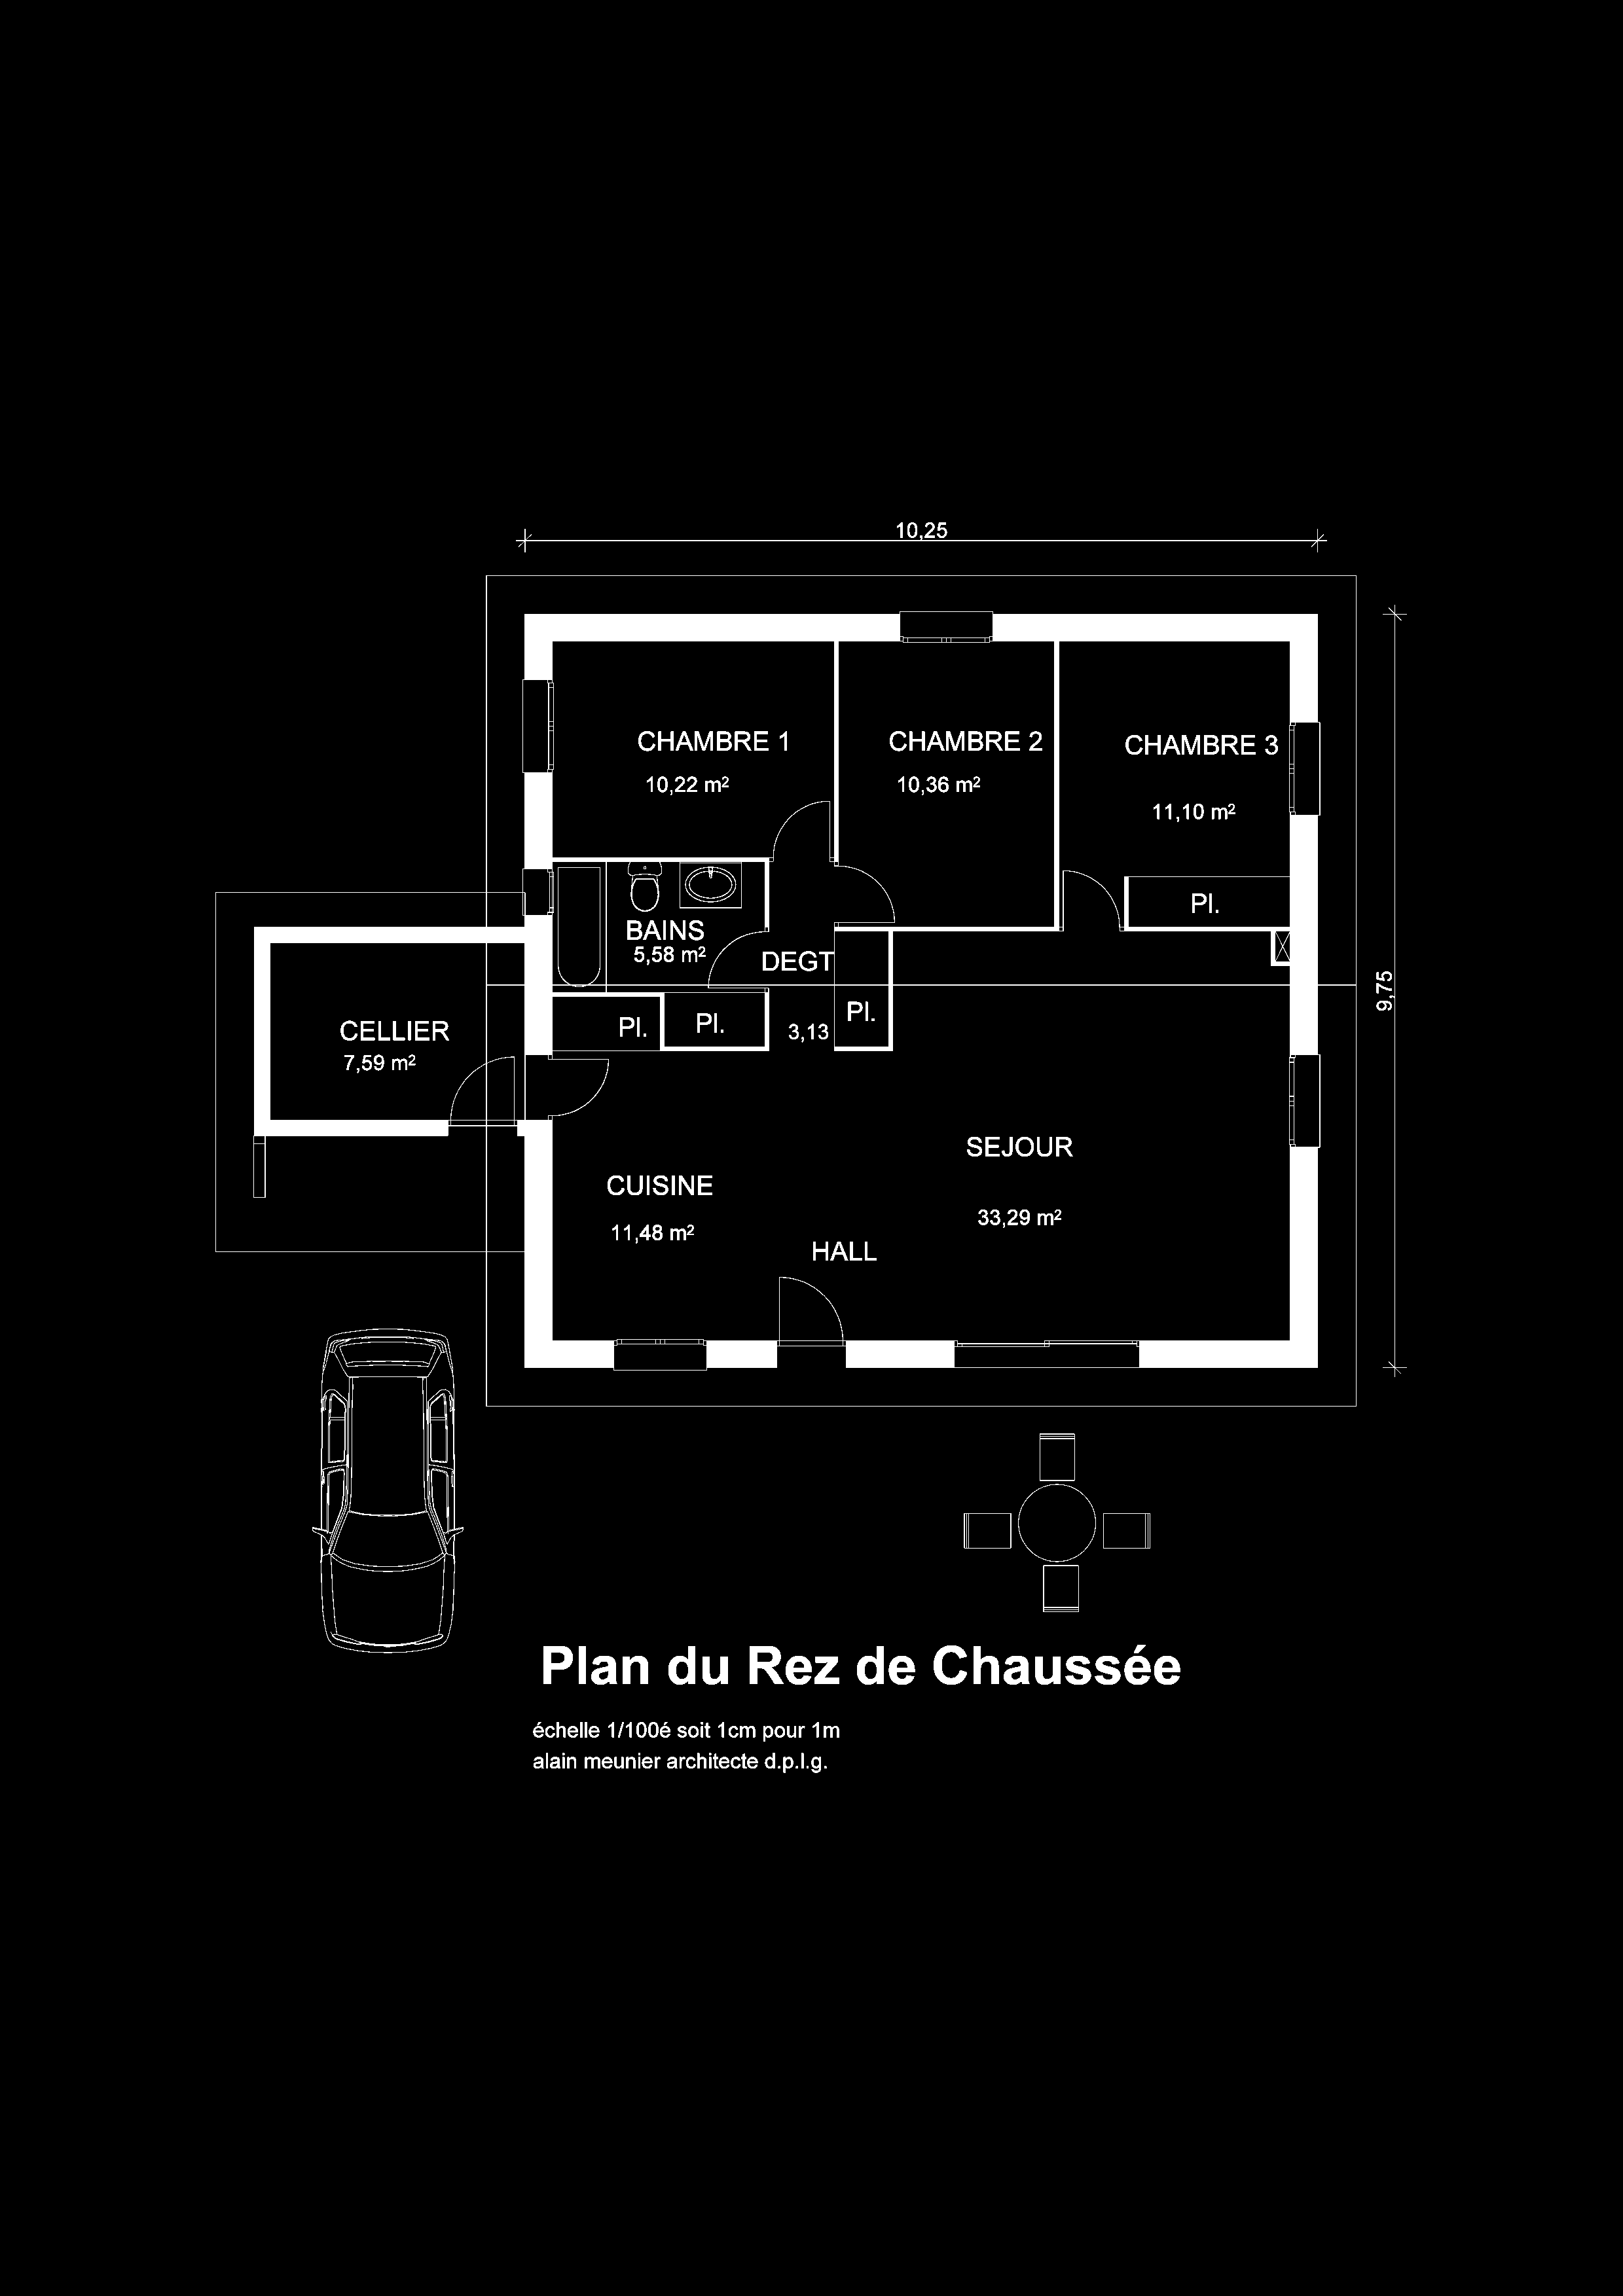 10,25
CHAMBRE 1
10,22 m²
CHAMBRE 2
10,36 m²
CHAMBRE 3
11,10 m²
Pl.
BAINS
5,58 m²
DEGT
3,13
Pl.
Pl.
Pl.
9,75
CELLIER
7,59 m²
SEJOUR
33,29 m²
CUISINE
11,48 m²
HALL
Plan du Rez de Chaussée
échelle 1/100é soit 1cm pour 1m
alain meunier architecte d.p.l.g.